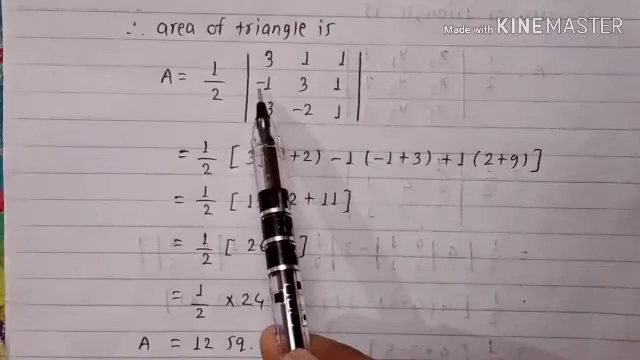 ∴ area of triangle is
Made with KINEMASTER
A = 1/2 | 3 1 1 |
| -1 3 1 |
| 3 -2 1 |
= 1/2 [ 3 +2) -1(-1+3) +1(2+9)]
= 1/2 [ 1 2 + 11]
= 1/2 [ 2
= 1/2 × 24
A = 12 sq.